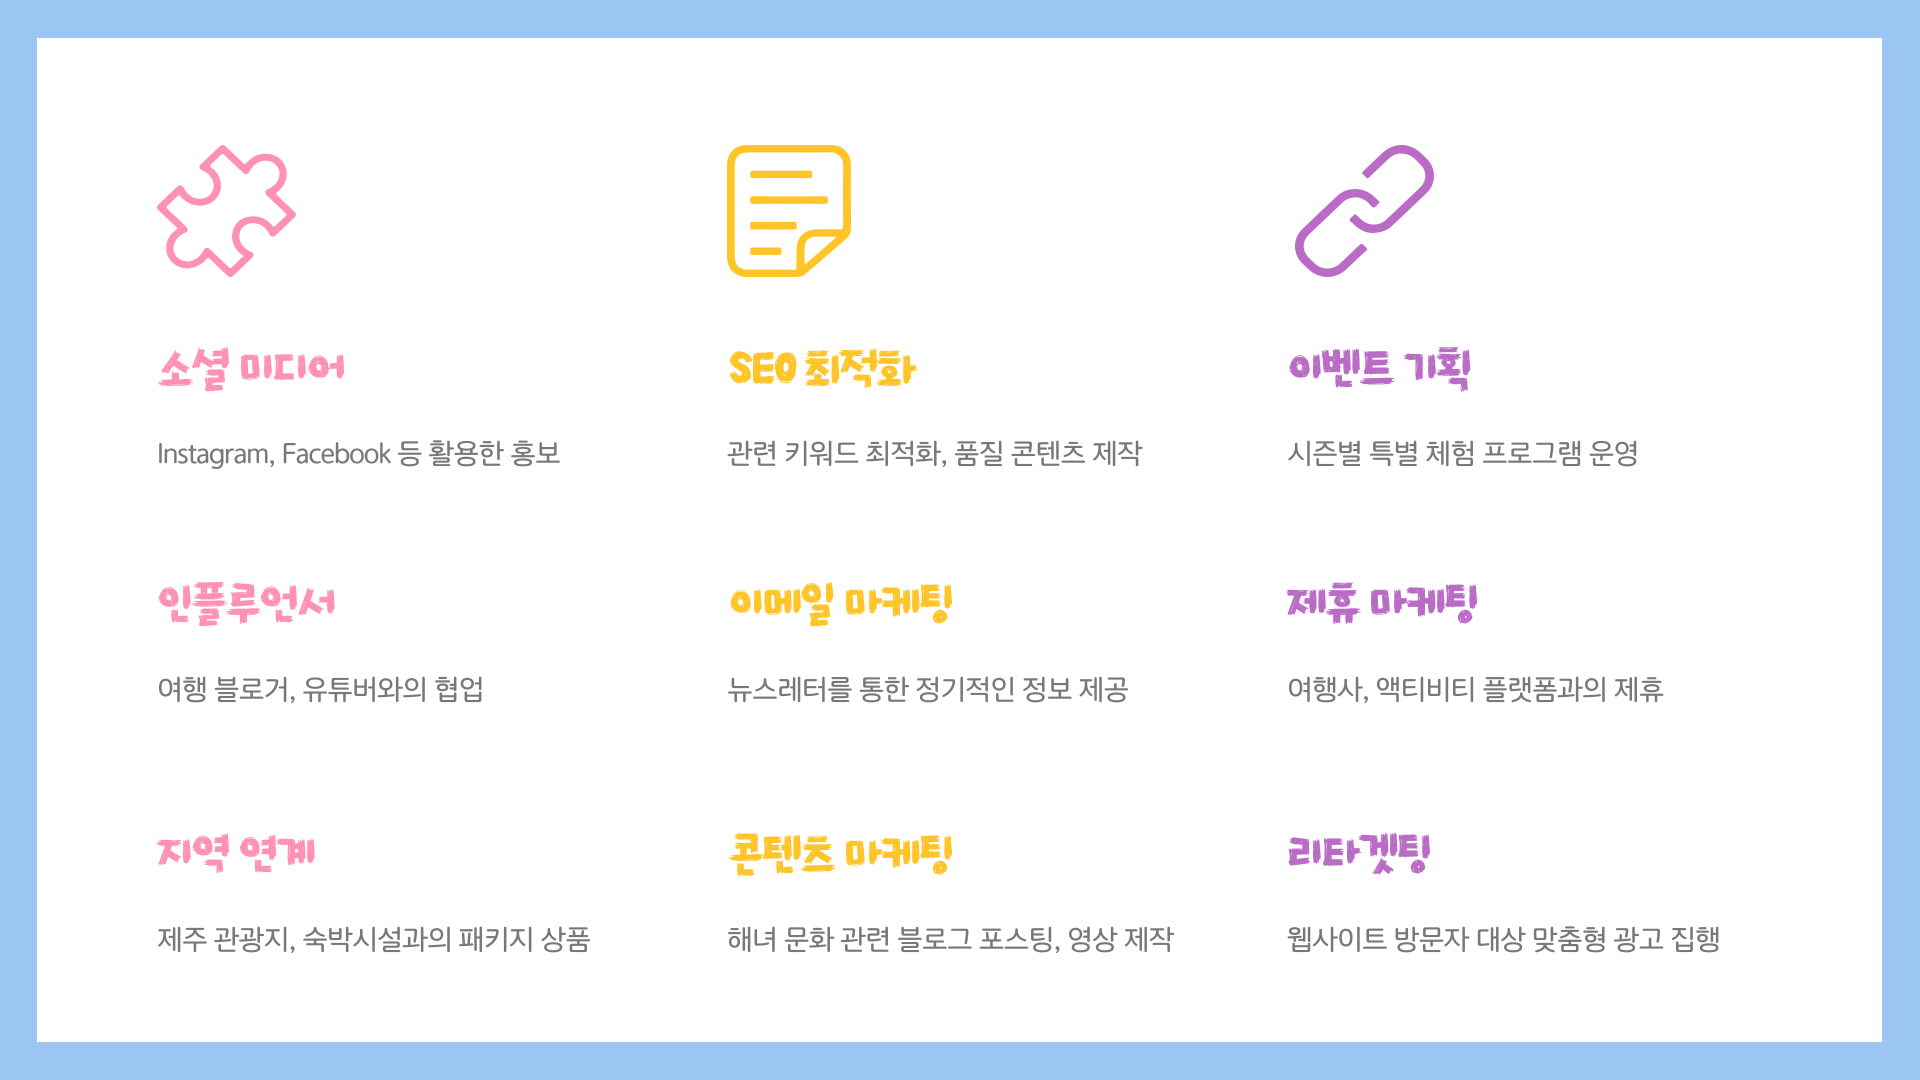 소셜 미디어
Instagram, Facebook 등 활용한 홍보
인플루언서
여행 블로거, 유튜버와의 협업
지역 연계
제주 관광지, 숙박시설과의 패키지 상품
SEO 최적화
관련 키워드 최적화, 품질 콘텐츠 제작
이메일 마케팅
뉴스레터를 통한 정기적인 정보 제공
콘텐츠 마케팅
해녀 문화 관련 블로그 포스팅, 영상 제작
이벤트 기획
시즌별 특별 체험 프로그램 운영
제휴 마케팅
여행사, 액티비티 플랫폼과의 제휴
리타겟팅
웹사이트 방문자 대상 맞춤형 광고 집행